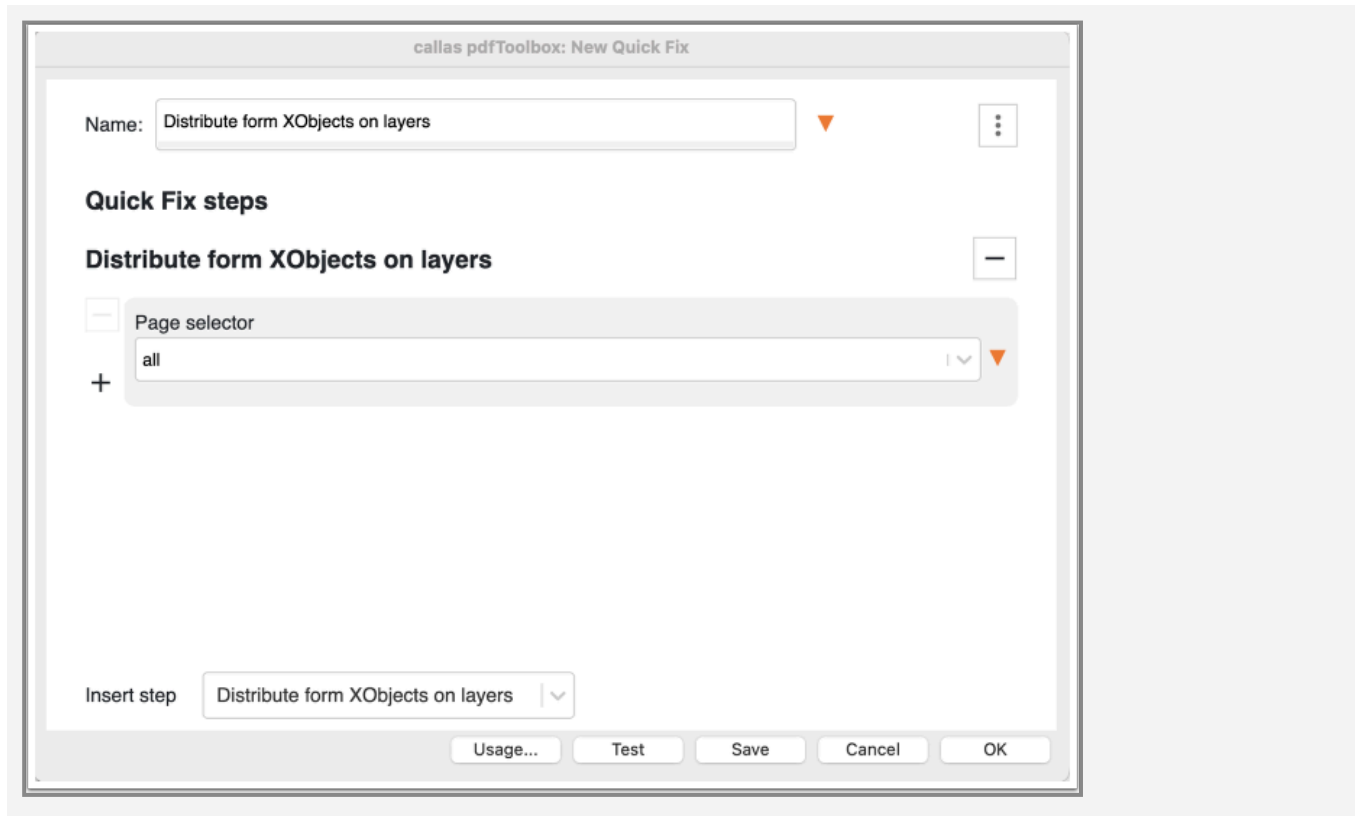 callas pdfToolbox: New Quick Fix
Name: Distribute form XObjects on layers
Quick Fix steps
Distribute form XObjects on layers
Page selector
all
Insert step Distribute form XObjects on layers
Usage... Test Save Cancel OK